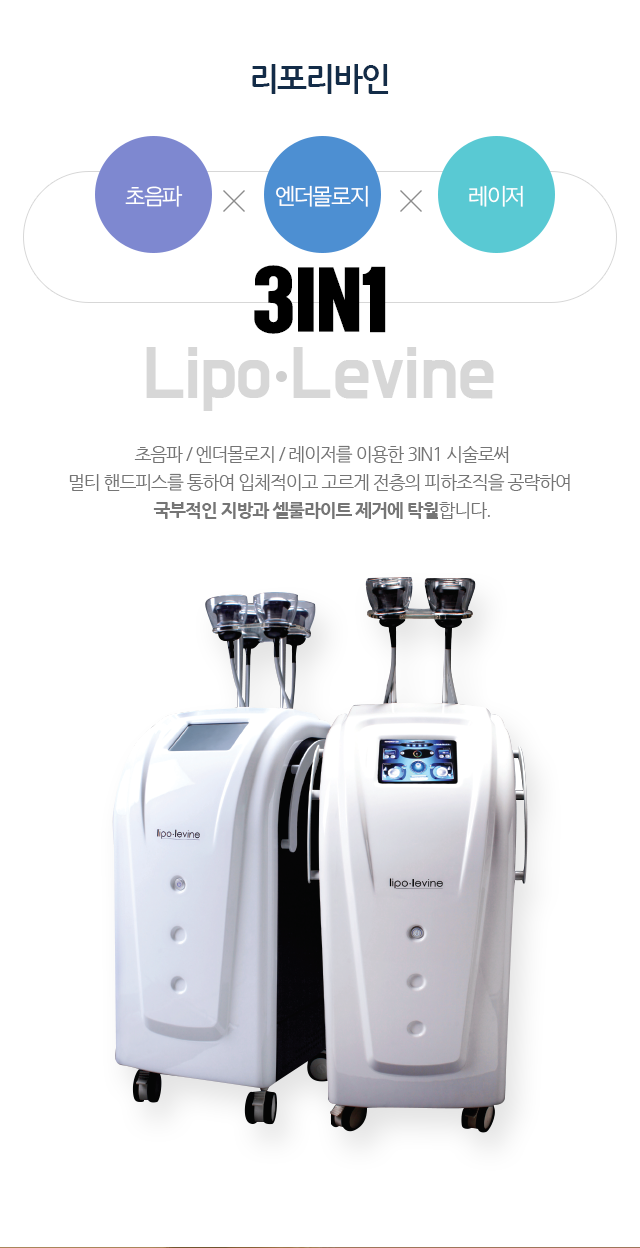 리포리바인
초음파 × 엔더몰로지 × 레이저
3IN1
Lipo·Levine
초음파 / 엔더몰로지 / 레이저를 이용한 3IN1 시술로써
멀티 핸드피스를 통하여 입체적이고 고르게 전층의 피하조직을 공략하여
국부적인 지방과 셀룰라이트 제거에 탁월합니다.
lipo·levine
lipo·levine